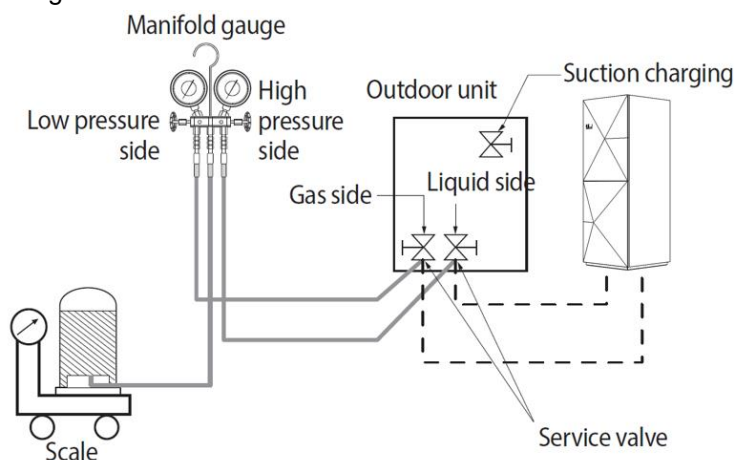 Manifold gauge
High
pressure
side
Low pressure
side
Outdoor unit
Suction charging
Gas side
Liquid side
Scale
Service valve